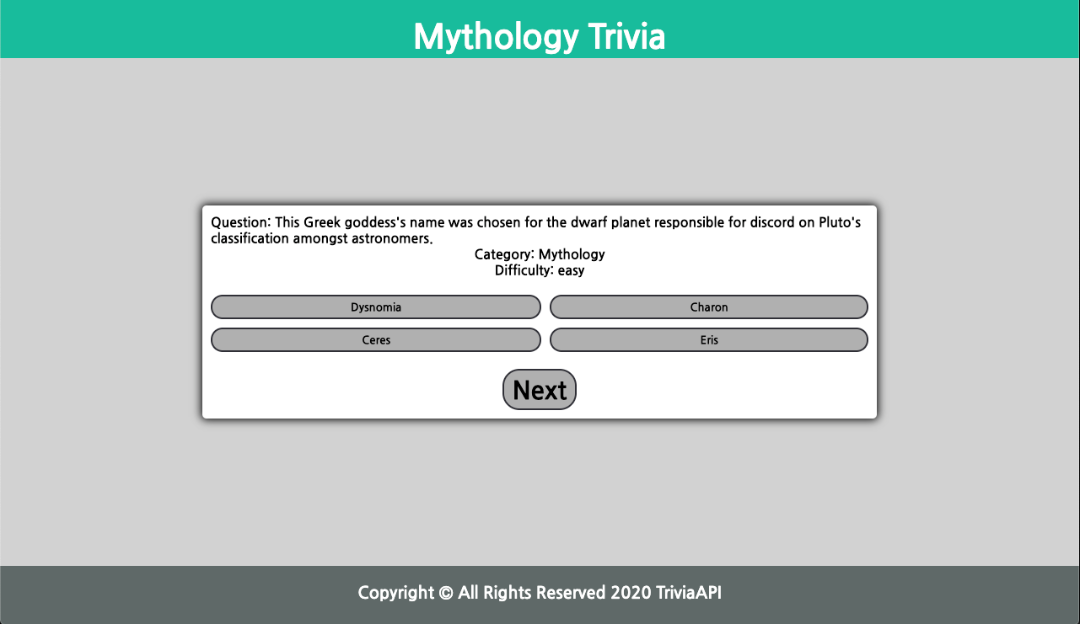 Mythology Trivia
Question: This Greek goddess's name was chosen for the dwarf planet responsible for discord on Pluto's
classification amongst astronomers.
Category: Mythology
Difficulty: easy
Dysnomia
Charon
Ceres
Eris
Next
Copyright © All Rights Reserved 2020 TriviaAPI